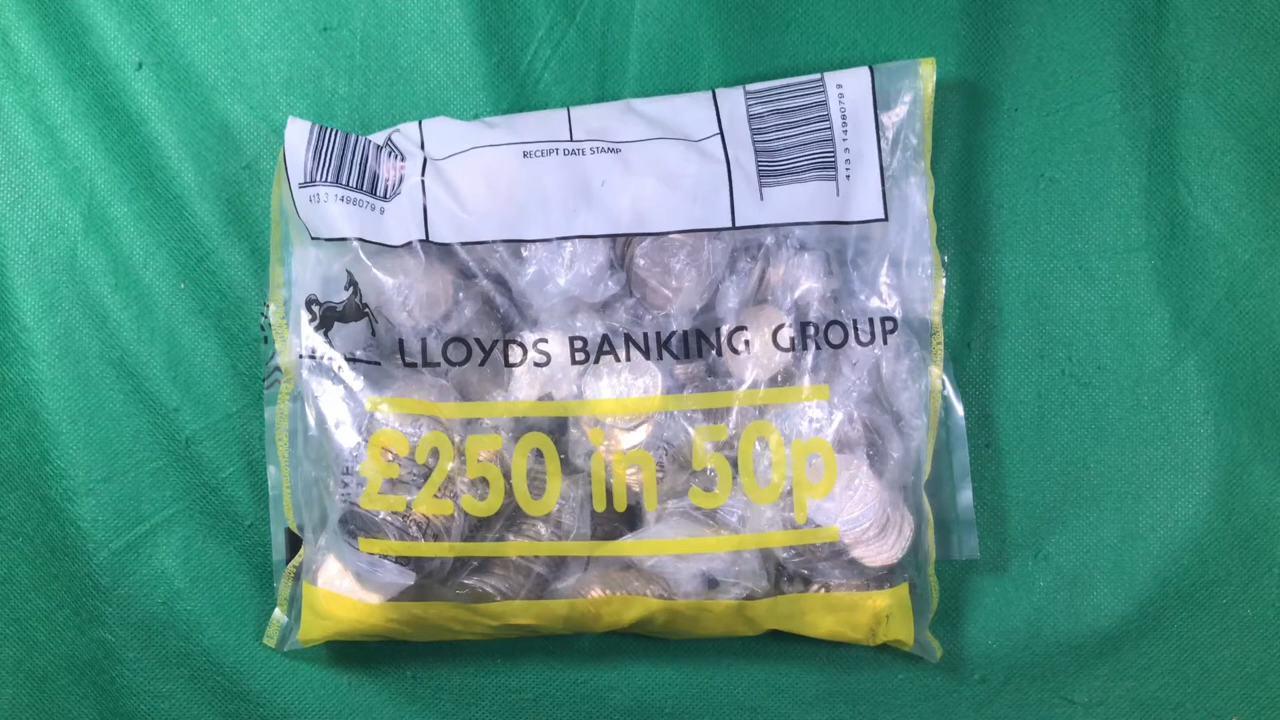 RECEIPT DATE STAMP
413 3 1498079 9
413 3 1498079 9
LLOYDS BANKING GROUP
£250 in 50p